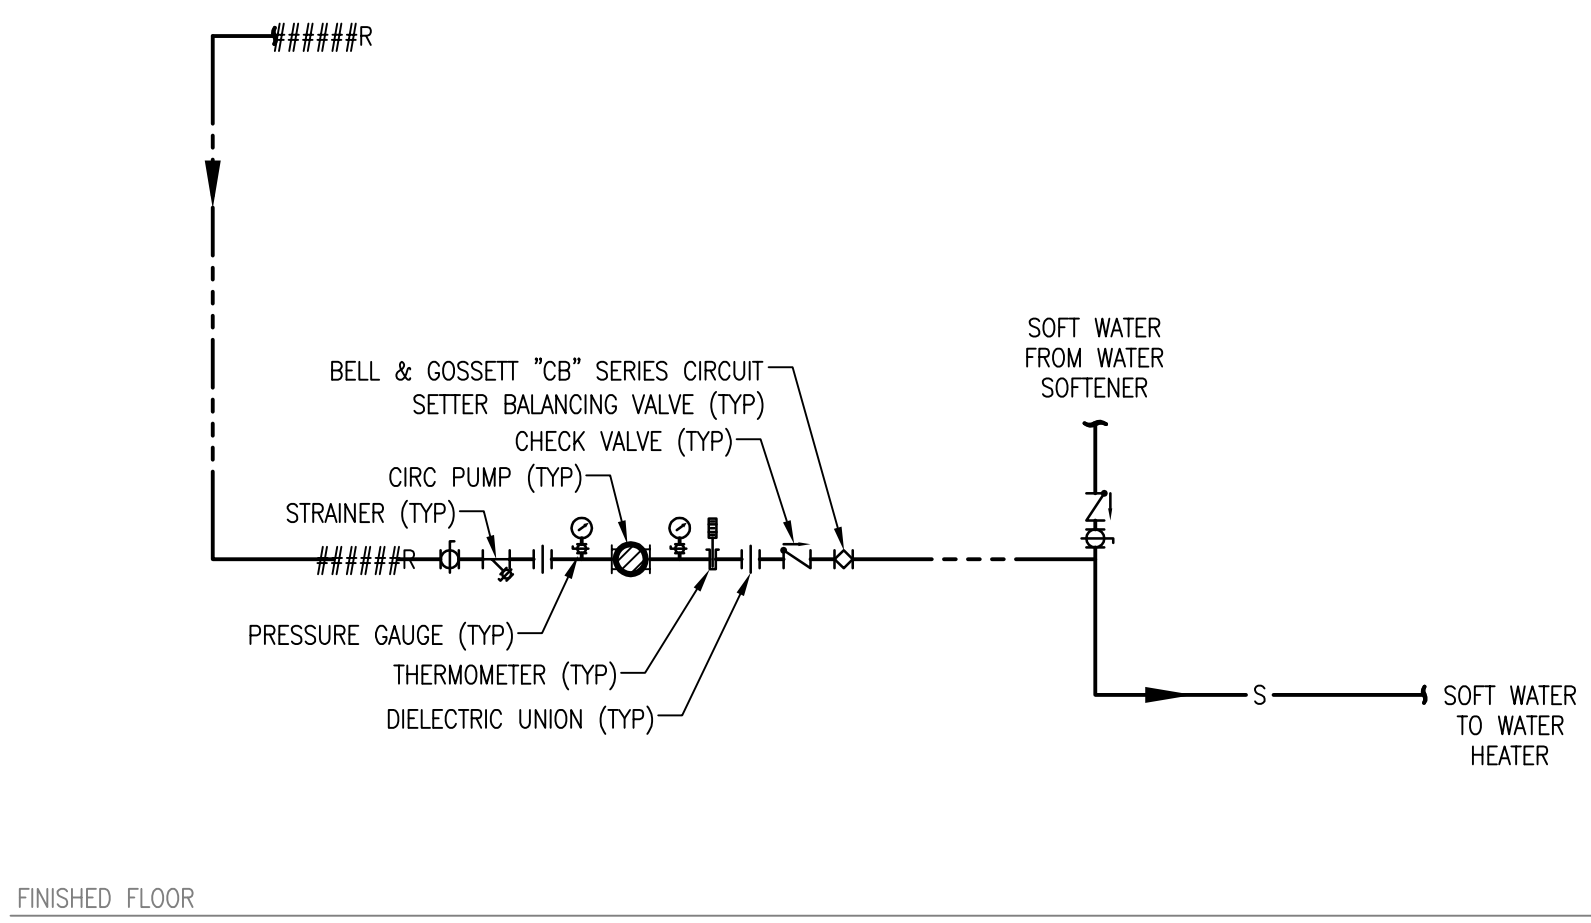 ######R
SOFT WATER
FROM WATER
SOFTENER
BELL & GOSSETT "CB" SERIES CIRCUIT
SETTER BALANCING VALVE (TYP)
CHECK VALVE (TYP)
CIRC PUMP (TYP)
STRAINER (TYP)
######R
PRESSURE GAUGE (TYP)
THERMOMETER (TYP)
DIELECTRIC UNION (TYP)
S
SOFT WATER
TO WATER
HEATER
FINISHED FLOOR